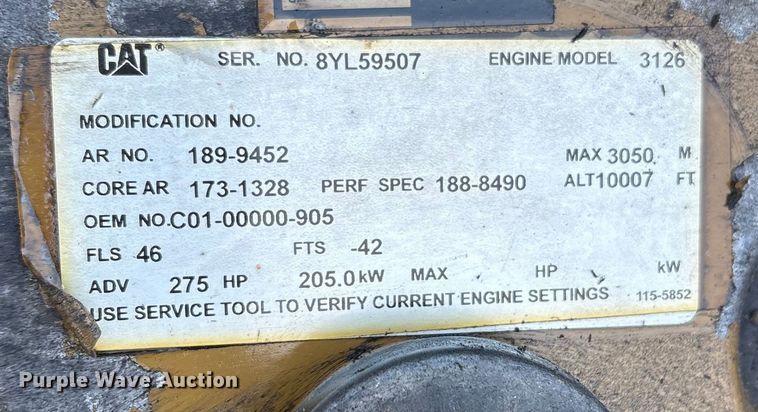 CAT SER. NO. 8YL59507 ENGINE MODEL 3126
MODIFICATION NO.
AR NO. 189-9452 MAX 3050 M
CORE AR 173-1328 PERF SPEC 188-8490 ALT 10007 FT
OEM NO. C01-00000-905
FLS 46 FTS -42
ADV 275 HP 205.0 kW MAX HP kW
USE SERVICE TOOL TO VERIFY CURRENT ENGINE SETTINGS 115-5852
Purple Wave Auction